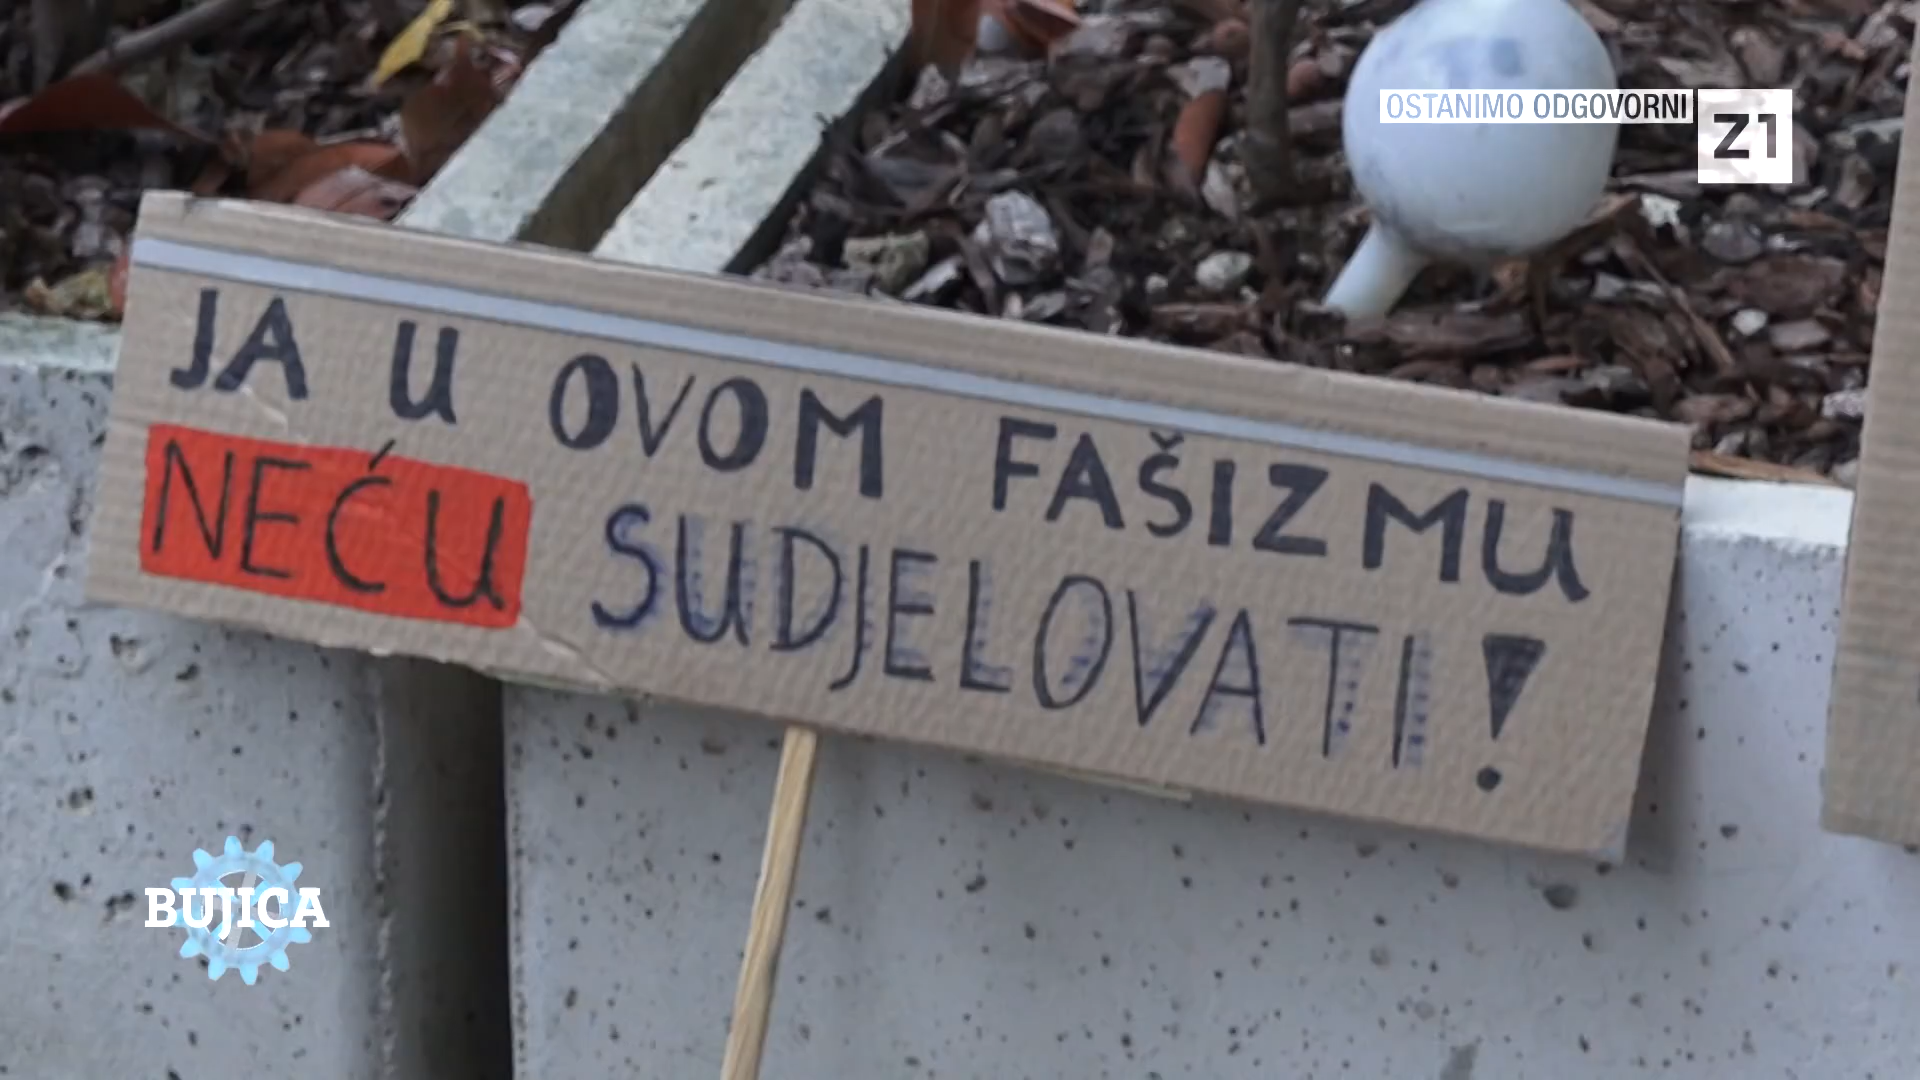 OSTANIMO ODGOVORNI
Z1
JA U OVOM FAŠIZMU
NEĆU SUDJELOVATI!
BUJICA